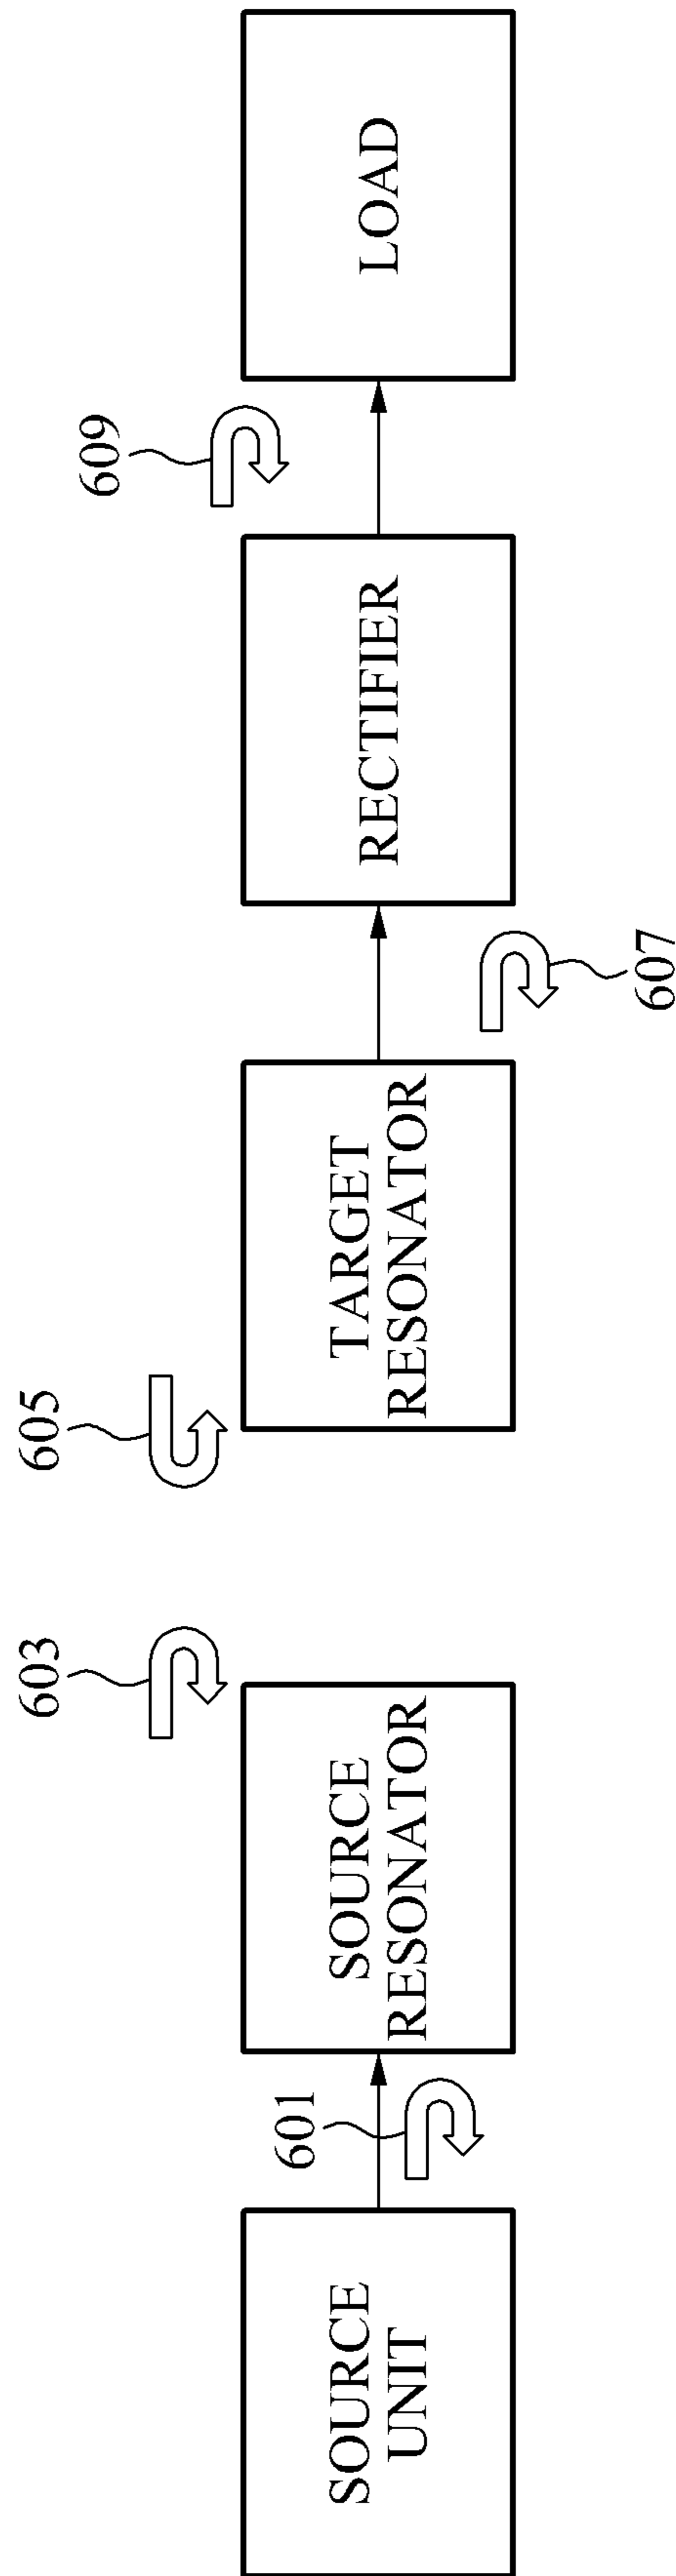 603
605
609
601
SOURCE
UNIT
SOURCE
RESONATOR
TARGET
RESONATOR
RECTIFIER
LOAD
607